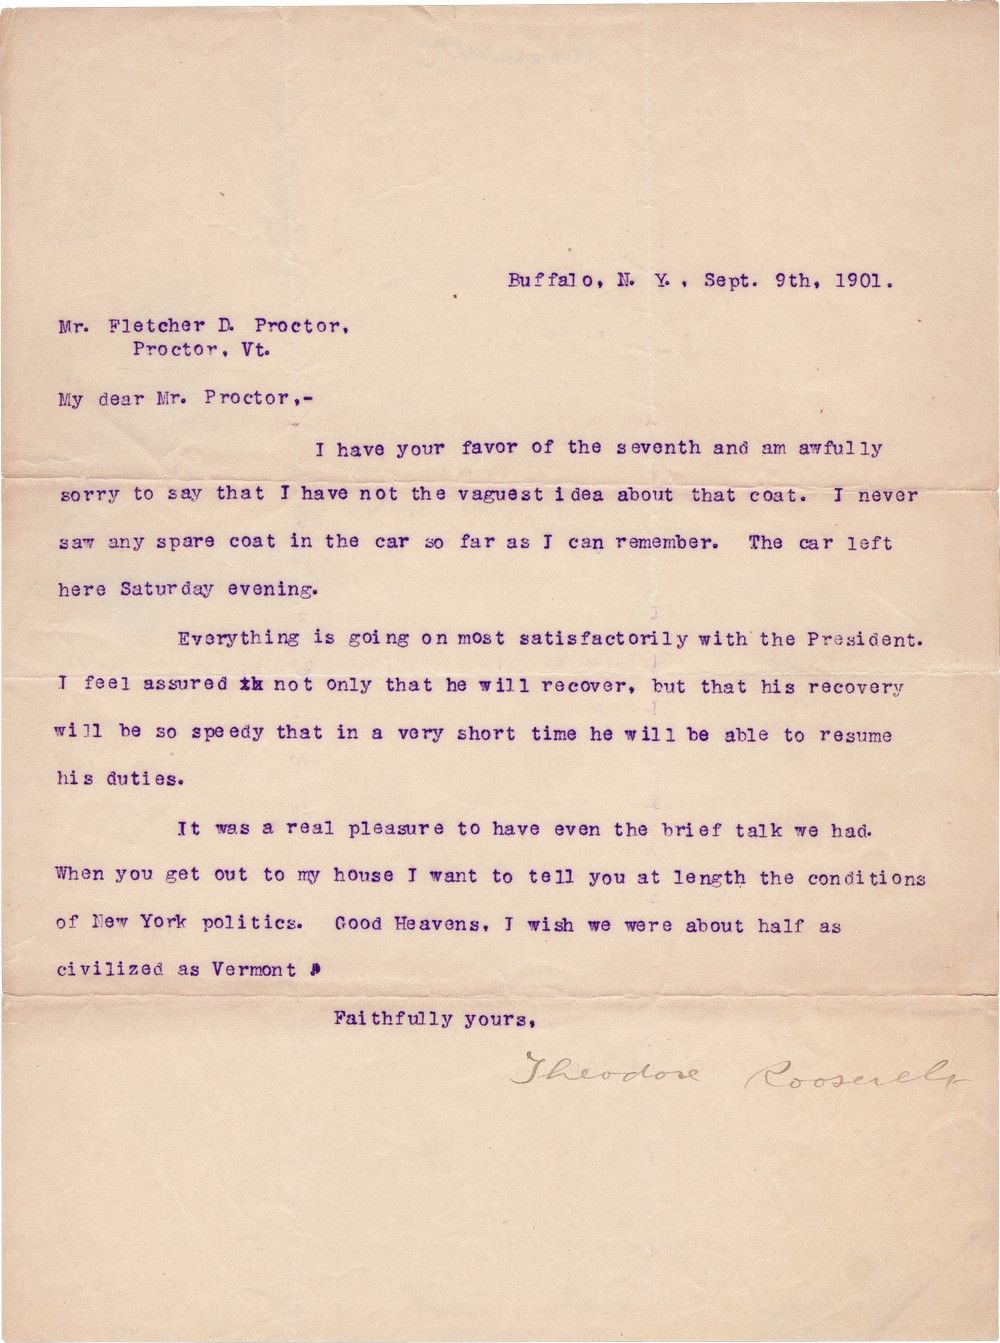 Buffalo, N. Y., Sept. 9th, 1901.
Mr. Fletcher D. Proctor,
Proctor, Vt.
My dear Mr. Proctor,-
I have your favor of the seventh and am awfully
sorry to say that I have not the vaguest idea about that coat. I never
saw any spare coat in the car so far as I can remember. The car left
here Saturday evening.
Everything is going on most satisfactorily with the President.
I feel assured not only that he will recover, but that his recovery
will be so speedy that in a very short time he will be able to resume
his duties.
It was a real pleasure to have even the brief talk we had.
When you get out to my house I want to tell you at length the conditions
of New York politics. Good Heavens, I wish we were about half as
civilized as Vermont
Faithfully yours,
Theodore Roosevelt